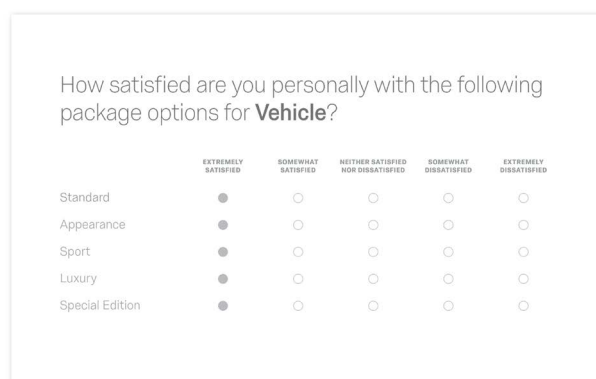 How satisfied are you personally with the following
package options for Vehicle?
EXTREMELY SATISFIED
SOMEWHAT SATISFIED
NEITHER SATISFIED NOR DISSATISFIED
SOMEWHAT DISSATISFIED
EXTREMELY DISSATISFIED
Standard
Appearance
Sport
Luxury
Special Edition